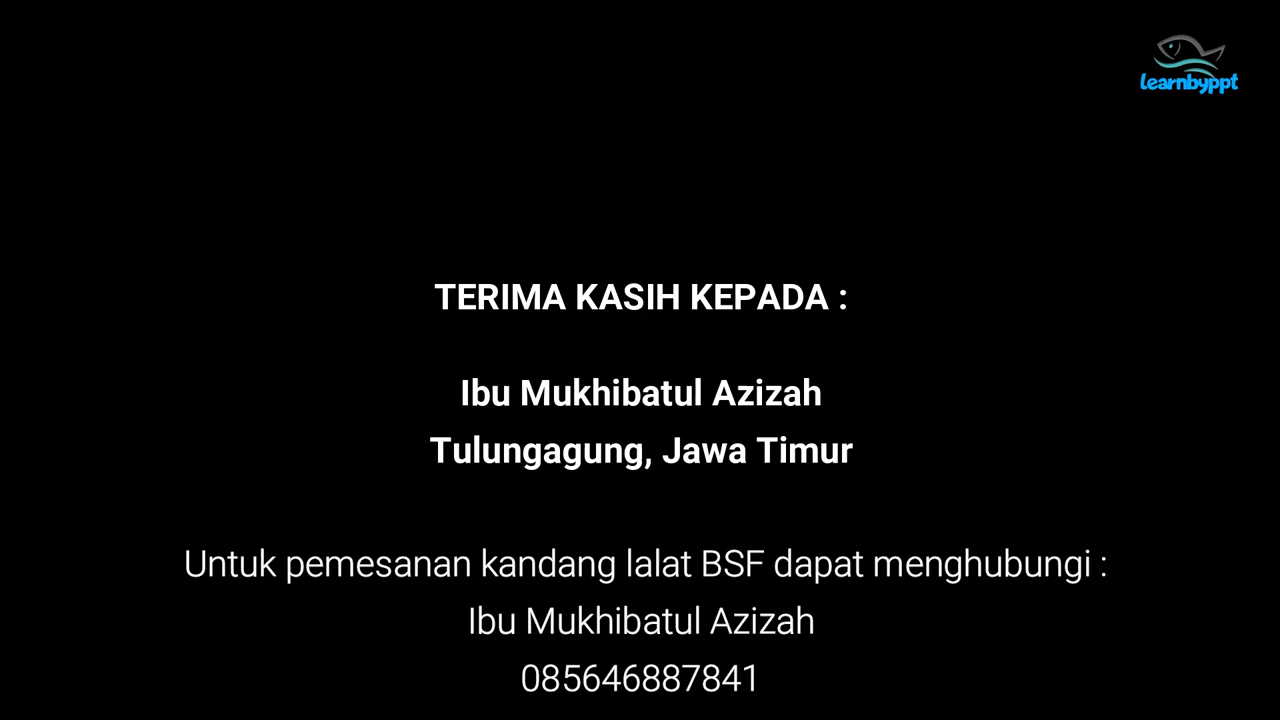 learnbyppt
TERIMA KASIH KEPADA :
Ibu Mukhibatul Azizah
Tulungagung, Jawa Timur
Untuk pemesanan kandang lalat BSF dapat menghubungi :
Ibu Mukhibatul Azizah
085646887841